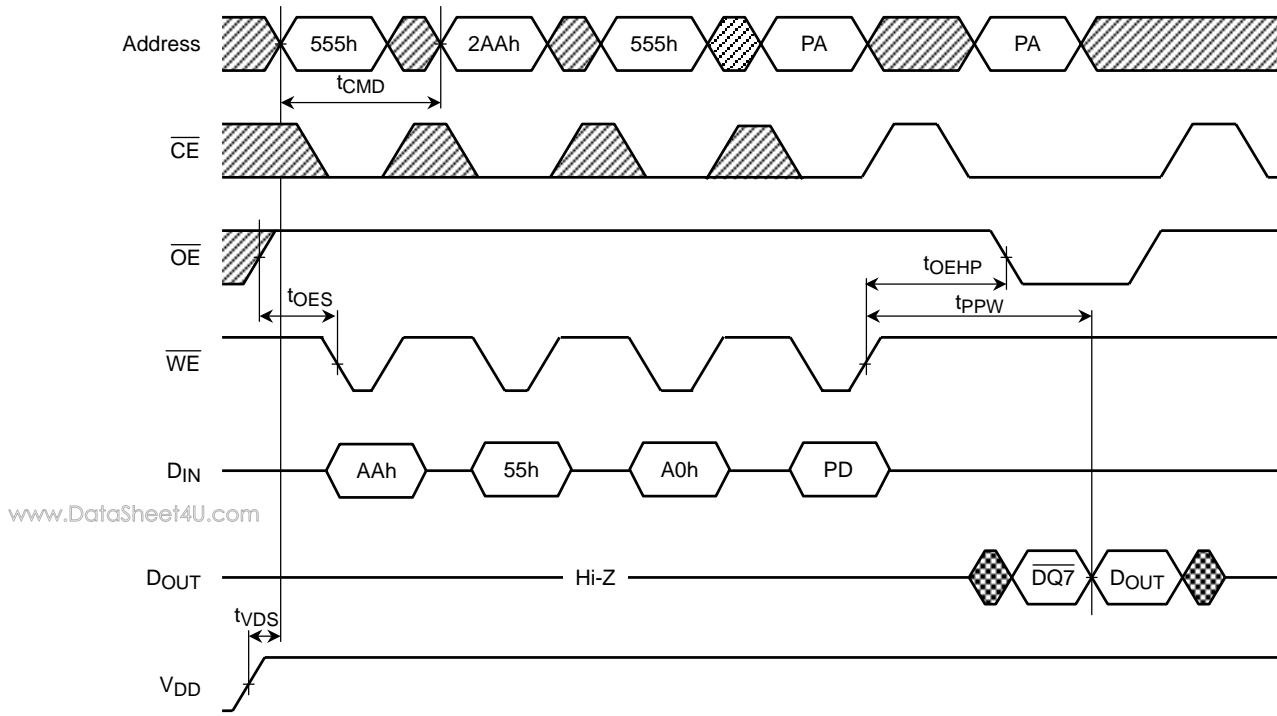 Address 555h 2AAh 555h PA PA
tCMD
CE
OE
tOEHP
tOES
tPPW
WE
DIN AAh 55h A0h PD
www.DataSheet4U.com
DOUT Hi-Z DQ7 DOUT
tVDS
VDD